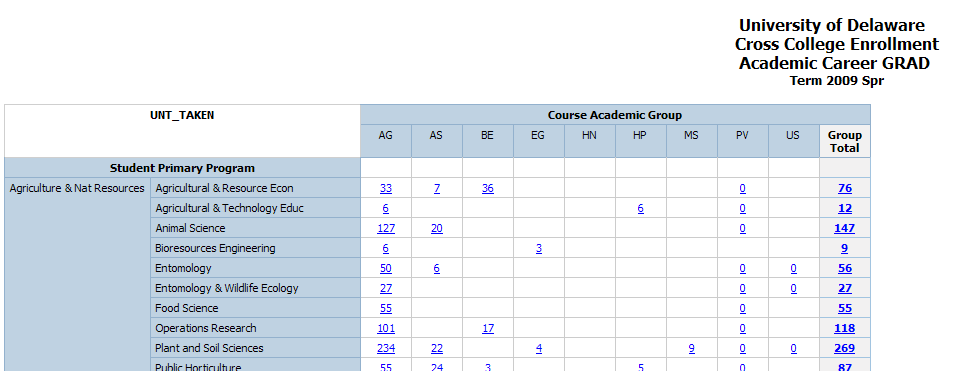 University of Delaware
Cross College Enrollment
Academic Career GRAD
Term 2009 Spr
UNT_TAKEN Course Academic Group
AG AS BE EG HN HP MS PV US Group Total
Student Primary Program
Agriculture & Nat Resources Agricultural & Resource Econ 33 7 36 0 76
Agricultural & Technology Educ 6 6 0 12
Animal Science 127 20 0 147
Bioresources Engineering 6 3 9
Entomology 50 6 0 0 56
Entomology & Wildlife Ecology 27 0 0 27
Food Science 55 0 55
Operations Research 101 17 0 118
Plant and Soil Sciences 234 22 4 9 0 0 269
Public Horticulture 55 24 3 5 0 87